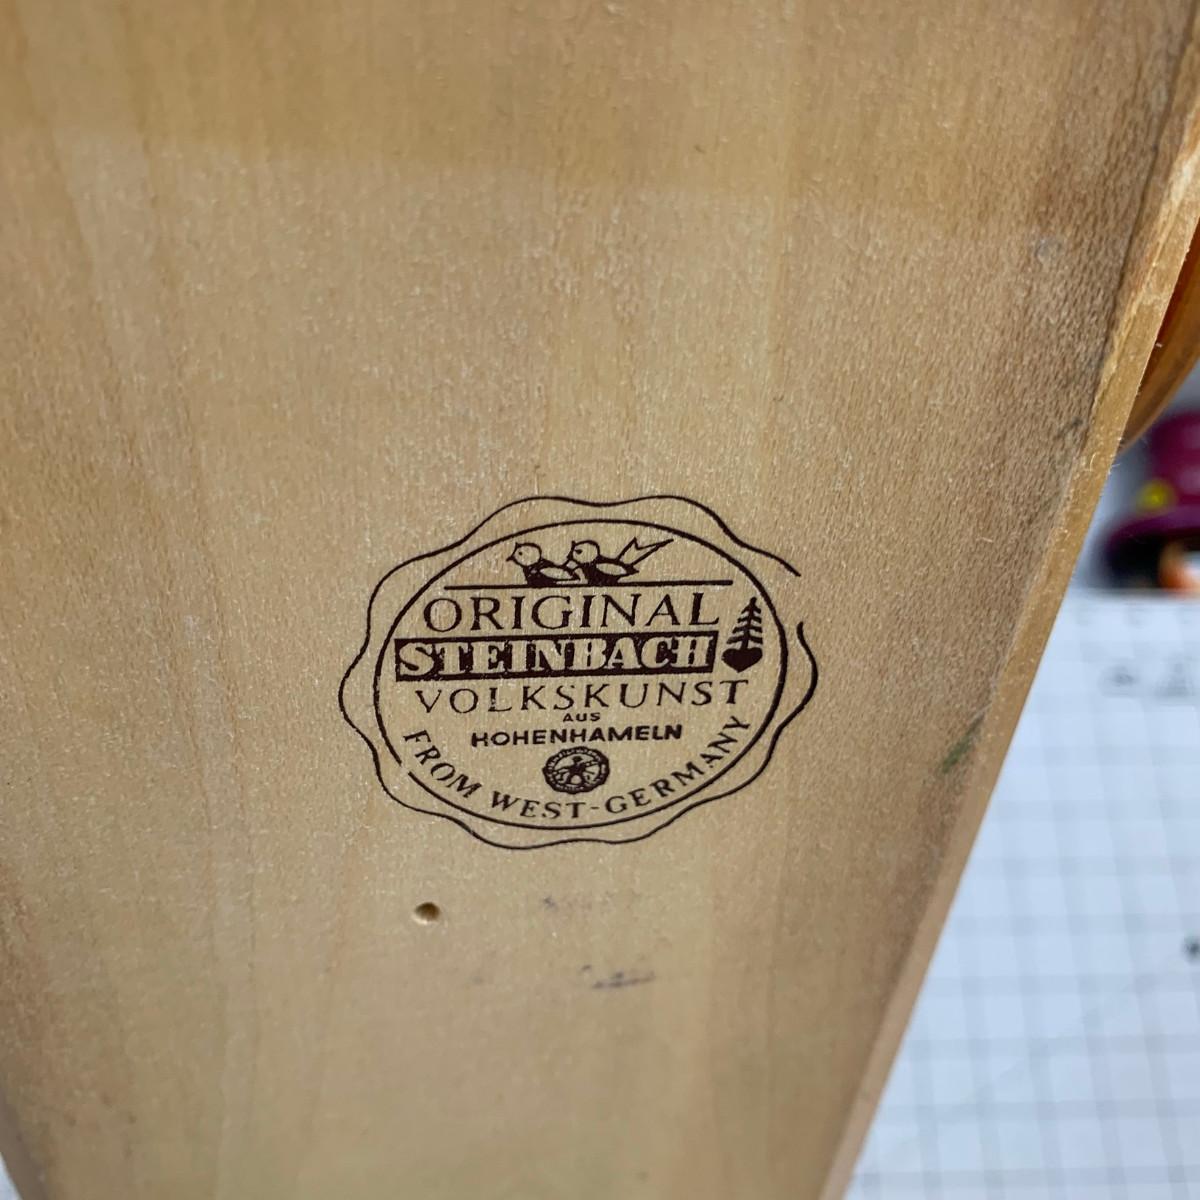 ORIGINAL
STEINBACH
VOLKSKUNST
AUS
HOHENHAMELN
FROM WEST-GERMANY